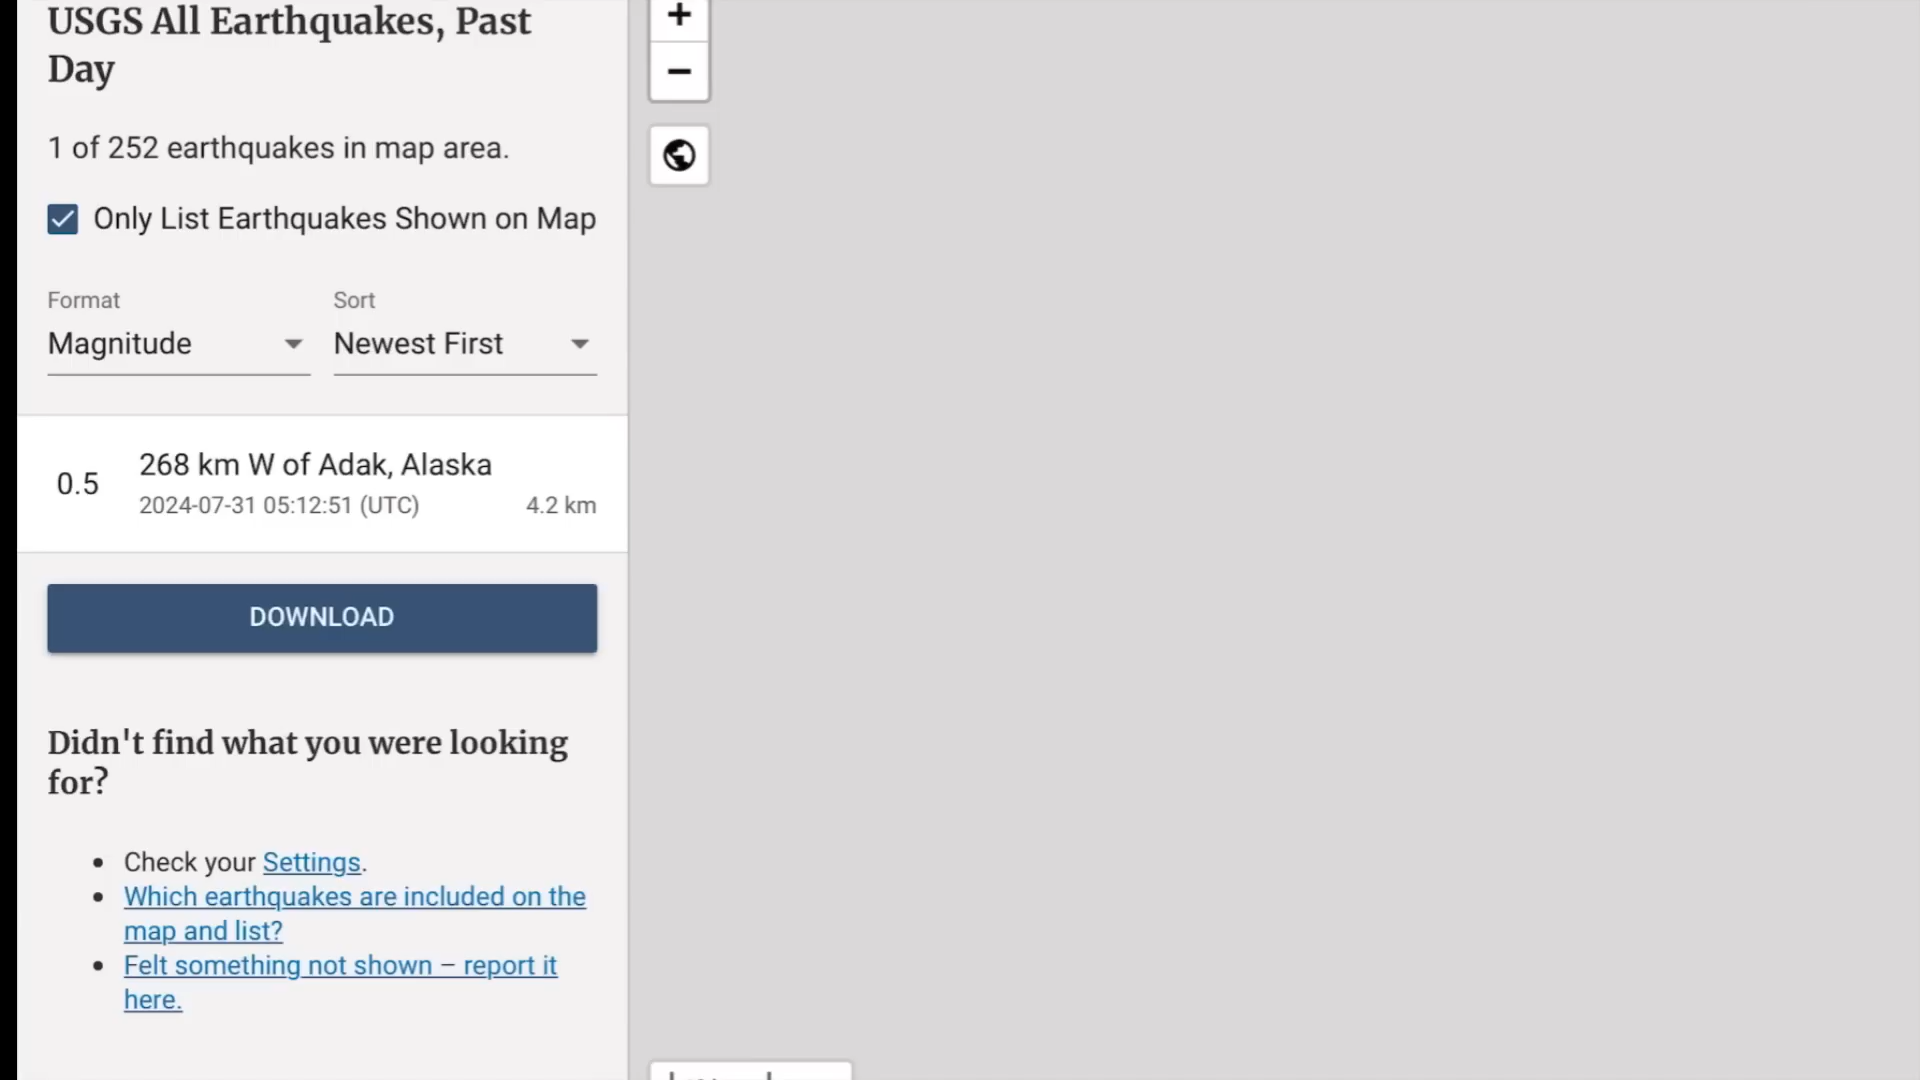 USGS All Earthquakes, Past
Day
1 of 252 earthquakes in map area.
Only List Earthquakes Shown on Map
Format
Sort
Magnitude
Newest First
0.5
268 km W of Adak, Alaska
2024-07-31 05:12:51 (UTC)
4.2 km
DOWNLOAD
Didn't find what you were looking
for?
Check your Settings.
Which earthquakes are included on the
map and list?
Felt something not shown – report it
here.